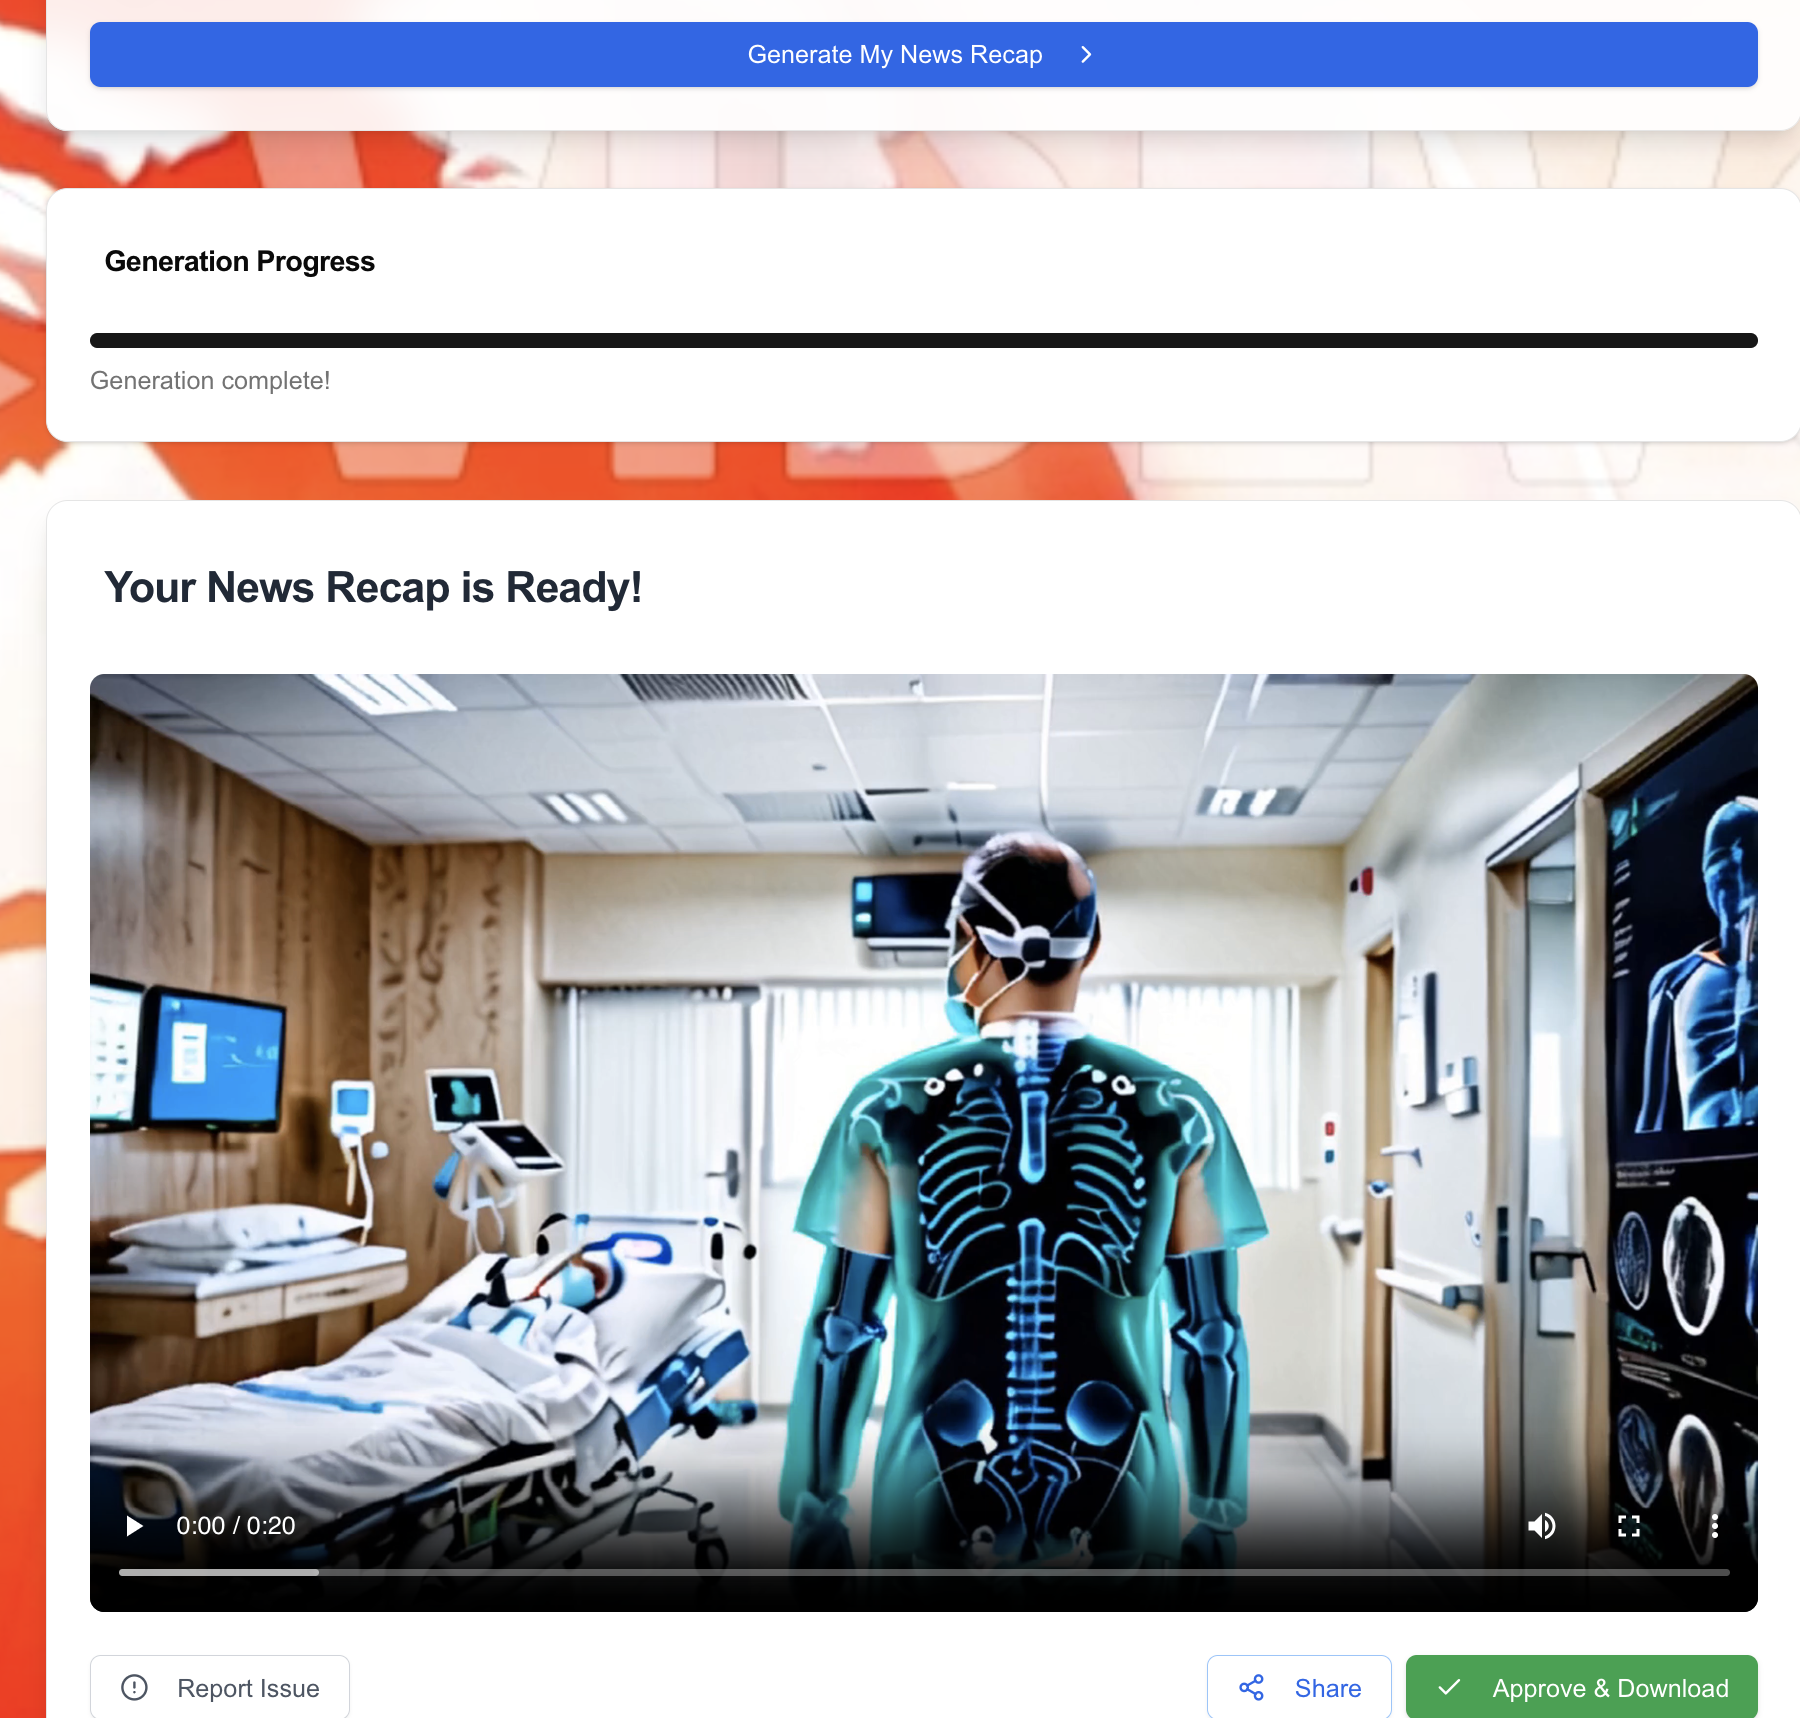 Generate My News Recap
Generation Progress
Generation complete!
Your News Recap is Ready!
0:00 / 0:20
Report Issue
Share
Approve & Download